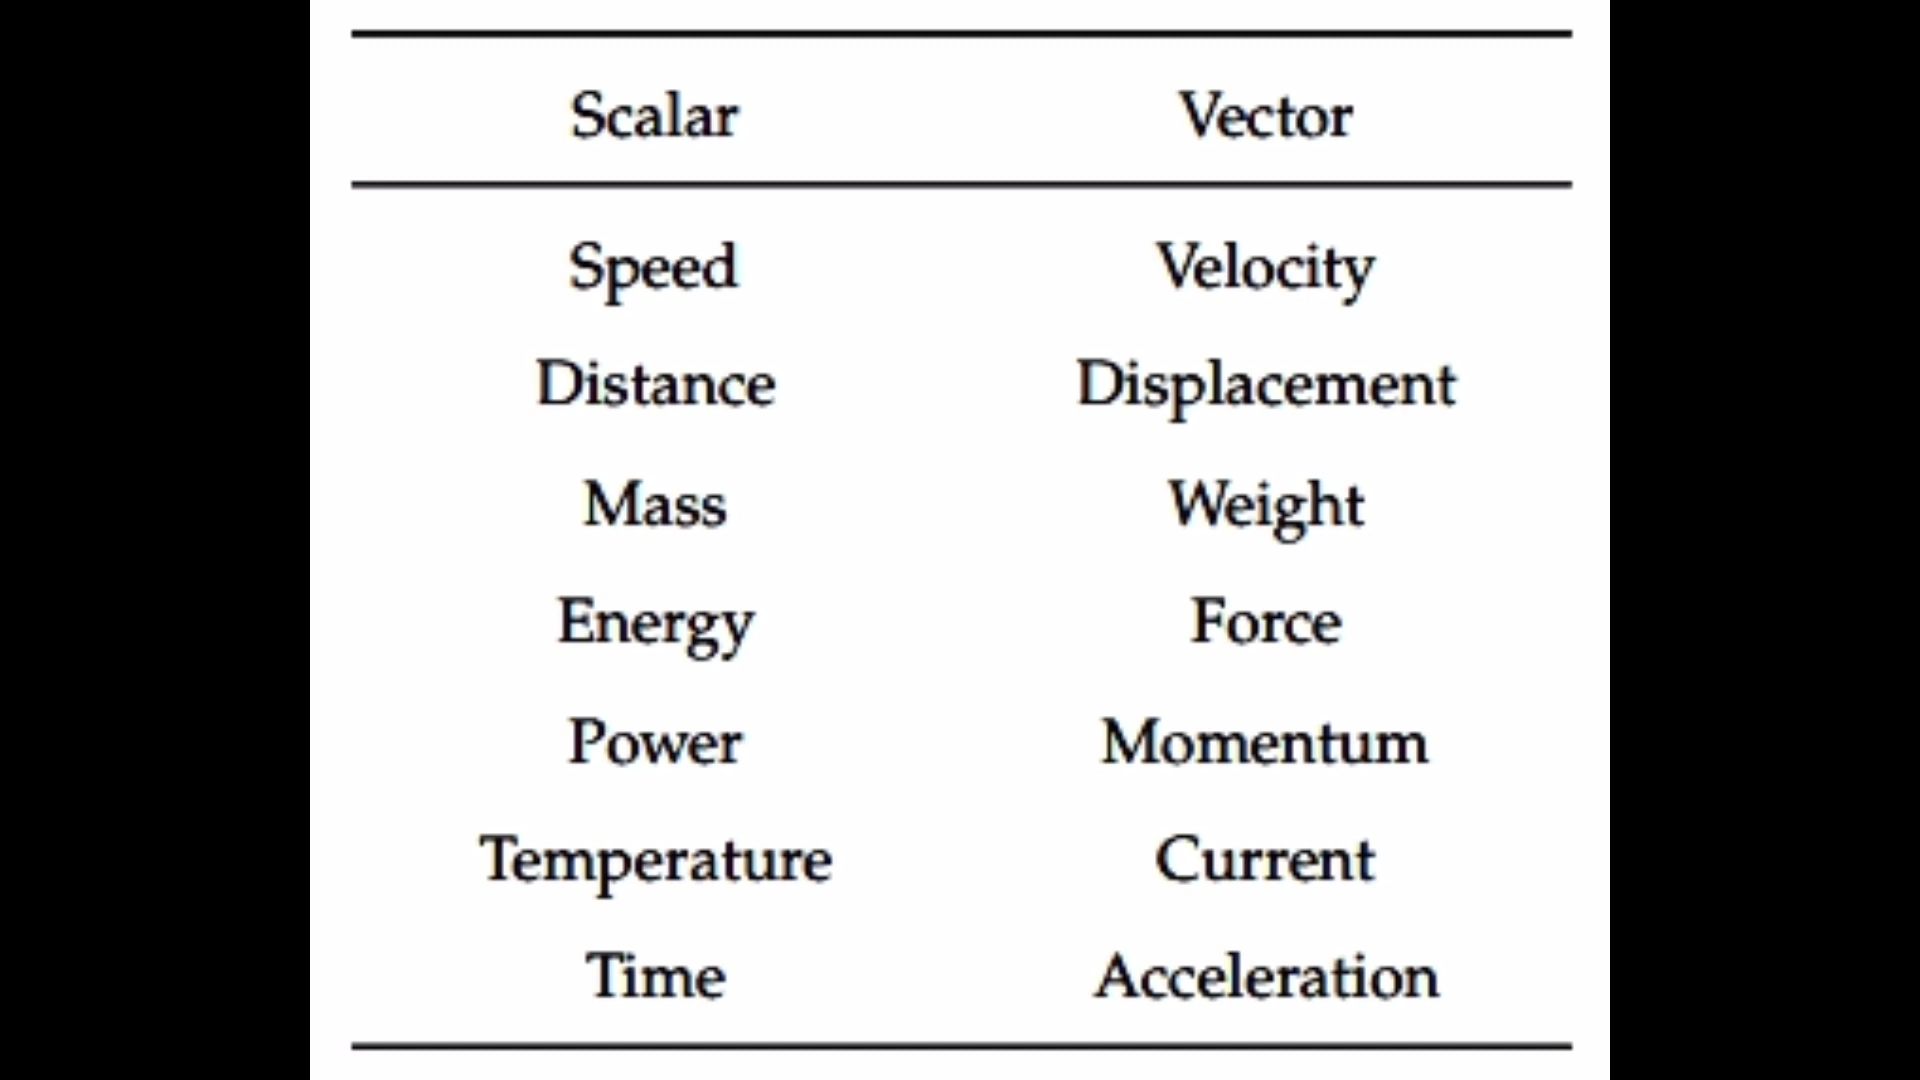 Scalar Vector
Speed Velocity
Distance Displacement
Mass Weight
Energy Force
Power Momentum
Temperature Current
Time Acceleration